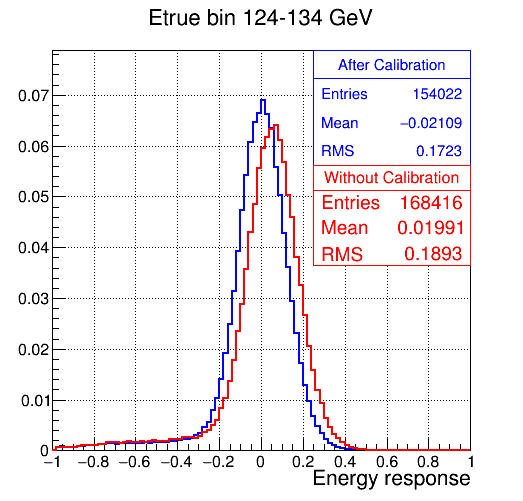 Etrue bin 124-134 GeV
After Calibration
Entries 154022
Mean −0.02109
RMS 0.1723
Without Calibration
Entries 168416
Mean 0.01991
RMS 0.1893
0.07
0.06
0.05
0.04
0.03
0.02
0.01
0
−1 −0.8 −0.6 −0.4 −0.2 0 0.2 0.4 0.6 0.8 1
Energy response